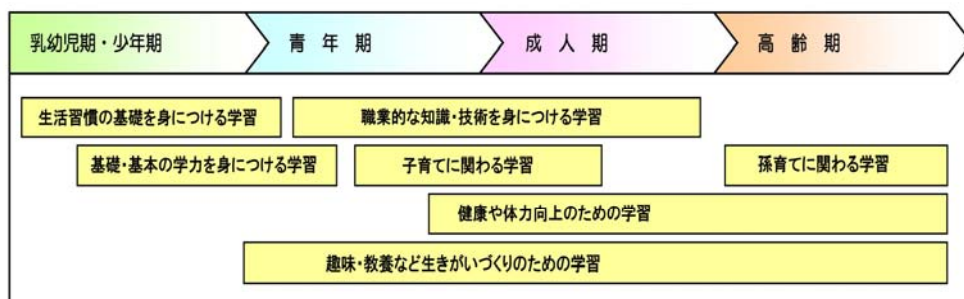 乳幼児期・少年期
青年期
成人期
高齢期
生活習慣の基礎を身につける学習
職業的な知識・技術を身につける学習
基礎・基本の学力を身につける学習
子育てに関わる学習
孫育てに関わる学習
健康や体力向上のための学習
趣味・教養など生きがいづくりのための学習